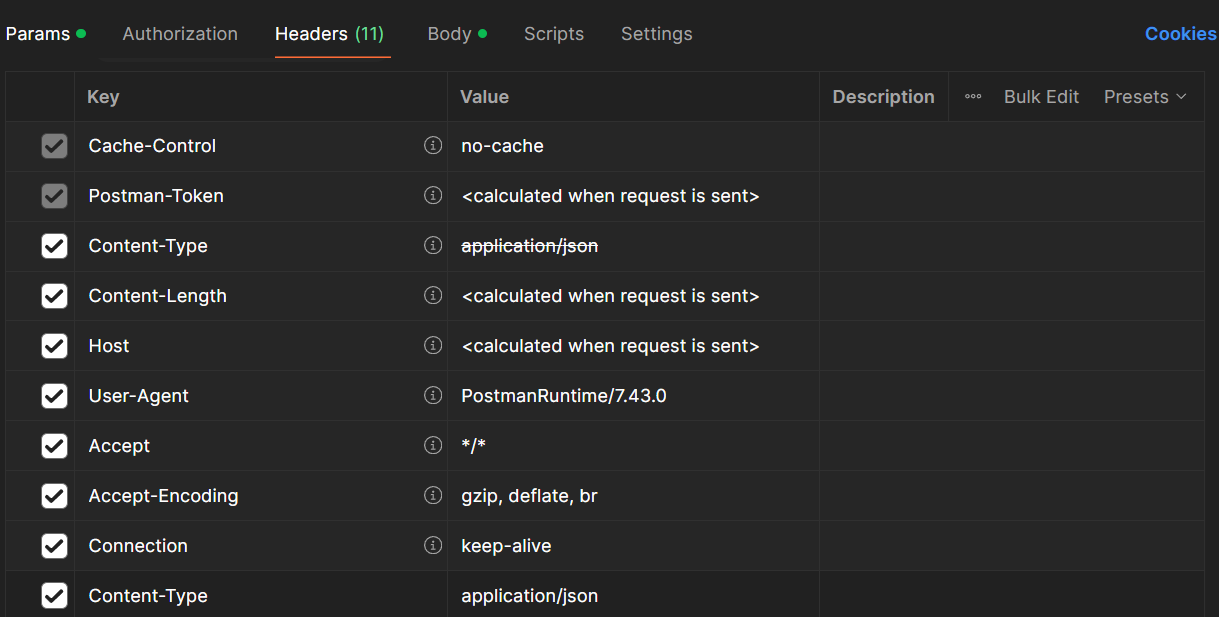 Params Authorization Headers (11) Body Scripts Settings Cookies
Key Value Description Bulk Edit Presets
Cache-Control no-cache
Postman-Token <calculated when request is sent>
Content-Type application/json
Content-Length <calculated when request is sent>
Host <calculated when request is sent>
User-Agent PostmanRuntime/7.43.0
Accept */*
Accept-Encoding gzip, deflate, br
Connection keep-alive
Content-Type application/json